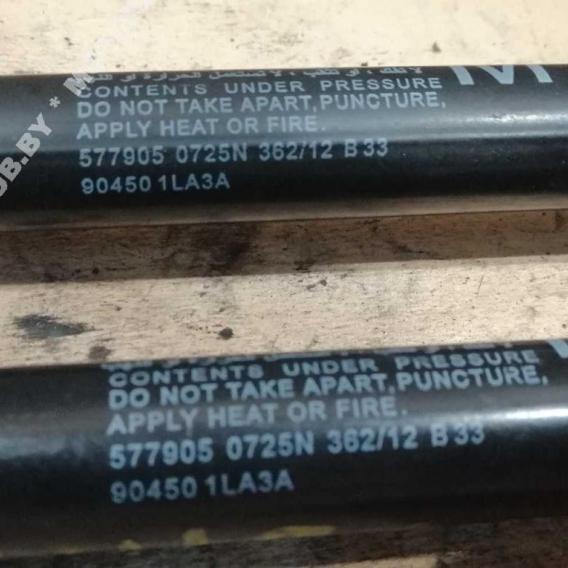 CONTENTS UNDER PRESSURE
DO NOT TAKE APART, PUNCTURE,
APPLY HEAT OR FIRE.
577905 0725N 362/12 B 33
90450 1LA3A
CONTENTS UNDER PRESSURE
DO NOT TAKE APART, PUNCTURE,
APPLY HEAT OR FIRE.
577905 0725N 362/12 B 33
90450 1LA3A